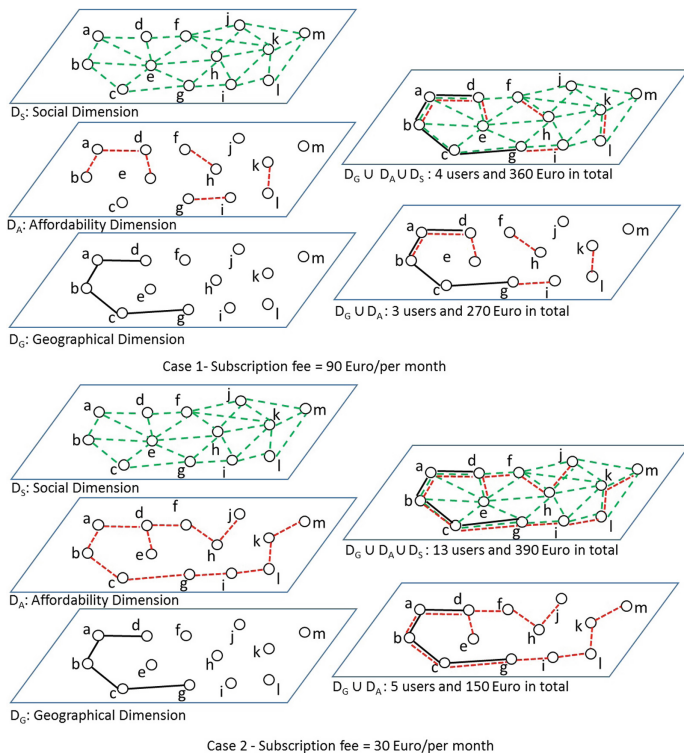 a d f j k m b e h c g i l
D_S: Social Dimension
a d f j k m b e h c g i l
D_A: Affordability Dimension
a d f j k m b e h c g i l
D_G: Geographical Dimension
a d f j k m b e h c g i l
D_G ∪ D_A∪ D_S : 4 users and 360 Euro in total
a d f j k m b e h c g i l
D_G ∪ D_A : 3 users and 270 Euro in total
Case 1- Subscription fee = 90 Euro/per month
a d f j k m b e h c g i l
D_S: Social Dimension
a d f j k m b e h c g i l
D_A: Affordability Dimension
a d f j k m b e h c g i l
D_G: Geographical Dimension
a d f j k m b e h c g i l
D_G ∪ D_A∪ D_S : 13 users and 390 Euro in total
a d f j k m b e h c g i l
D_G ∪ D_A : 5 users and 150 Euro in total
Case 2 - Subscription fee = 30 Euro/per month